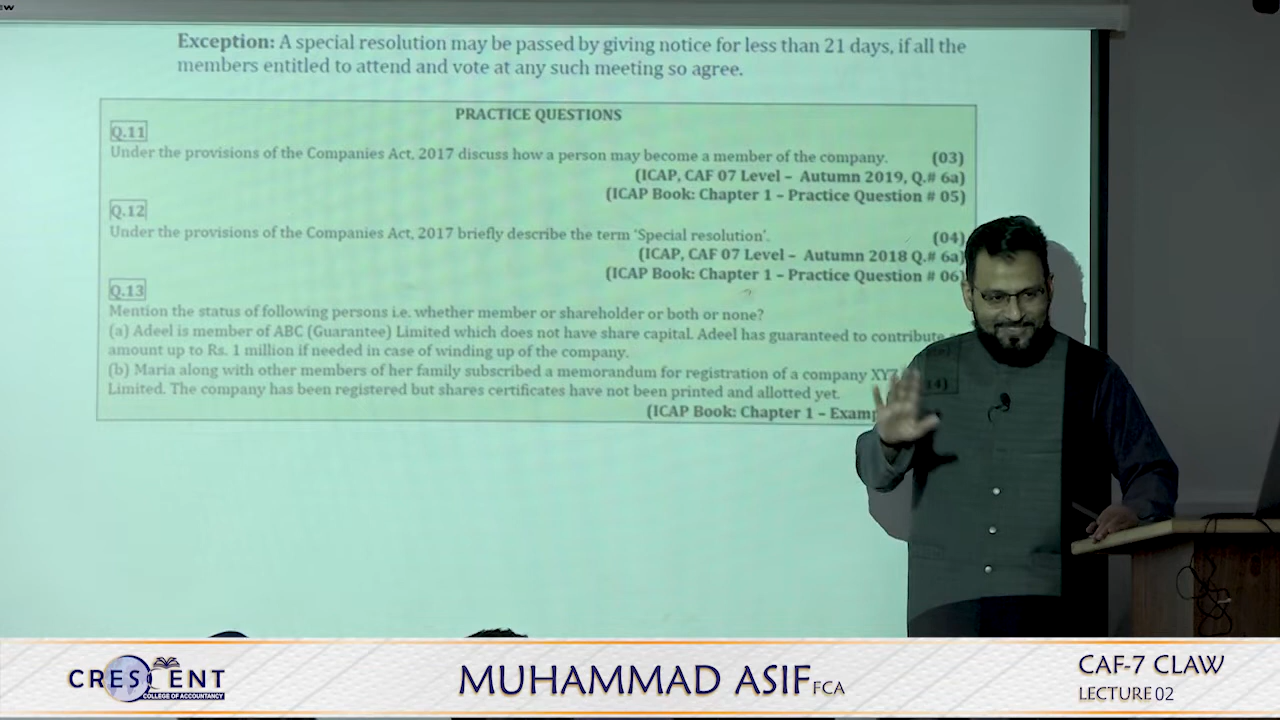 Exception: A special resolution may be passed by giving notice for less than 21 days, if all the
members entitled to attend and vote at any such meeting so agree.
PRACTICE QUESTIONS
Q.11
Under the provisions of the Companies Act, 2017 discuss how a person may become a member of the company. (03)
(ICAP, CAF 07 Level – Autumn 2019, Q.# 6a)
(ICAP Book: Chapter 1 – Practice Question # 05)
Q.12
Under the provisions of the Companies Act, 2017 briefly describe the term ‘Special resolution’. (04)
(ICAP, CAF 07 Level – Autumn 2018 Q.# 6a)
(ICAP Book: Chapter 1 – Practice Question # 06)
Q.13
Mention the status of following persons i.e. whether member or shareholder or both or none?
(a) Adeel is member of ABC (Guarantee) Limited which does not have share capital. Adeel has guaranteed to contribute
amount up to Rs. 1 million if needed in case of winding up of the company.
(b) Maria along with other members of her family subscribed a memorandum for registration of a company XYZ
Limited. The company has been registered but shares certificates have not been printed and allotted yet.
(ICAP Book: Chapter 1 – Examp
14)
CRESCENT
COLLEGE OF ACCOUNTANCY
MUHAMMAD ASIF FCA
CAF-7 CLAW
LECTURE 02